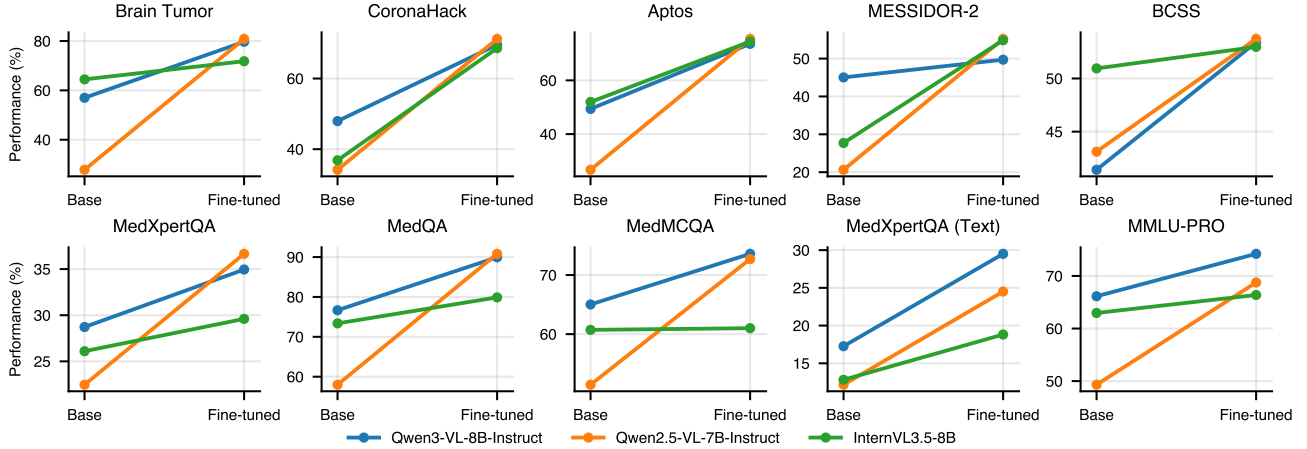 Brain Tumor
CoronaHack
Aptos
MESSIDOR-2
BCSS
Performance (%)
80
60
40
Base
Fine-tuned
60
40
Base
Fine-tuned
60
40
Base
Fine-tuned
50
40
30
20
Base
Fine-tuned
50
45
Base
Fine-tuned
MedXpertQA
MedQA
MedMCQA
MedXpertQA (Text)
MMLU-PRO
Performance (%)
35
30
25
Base
Fine-tuned
90
80
70
60
Base
Fine-tuned
70
60
Base
Fine-tuned
30
25
20
15
Base
Fine-tuned
70
60
50
Base
Fine-tuned
Qwen3-VL-8B-Instruct
Qwen2.5-VL-7B-Instruct
InternVL3.5-8B